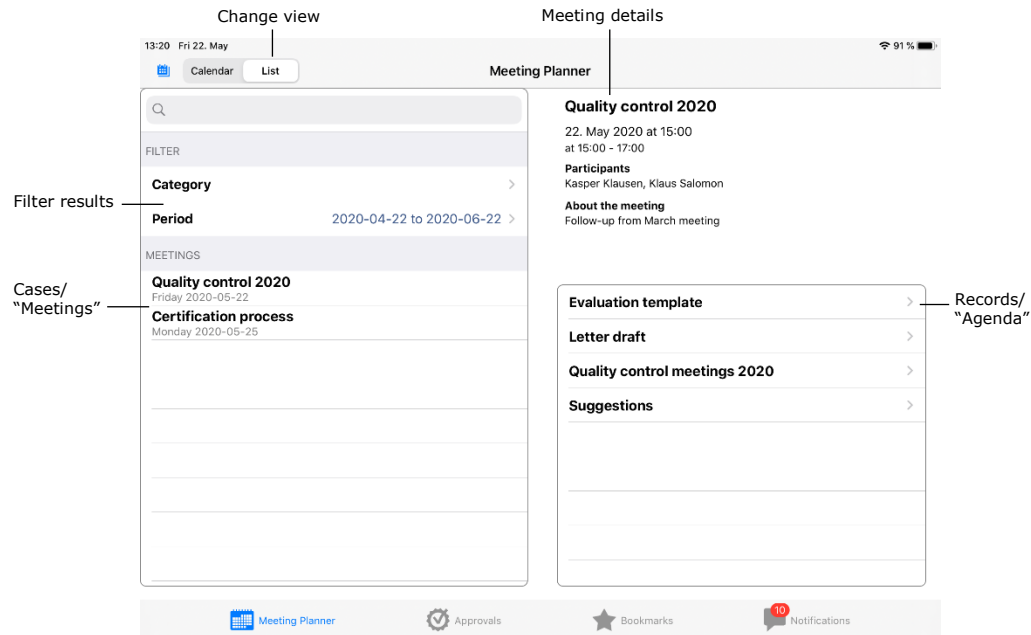 Change view
Meeting details
13:20 Fri 22. May
91 %
Calendar
List
Meeting Planner
Quality control 2020
22. May 2020 at 15:00
at 15:00 - 17:00
Participants
Kasper Klausen, Klaus Salomon
About the meeting
Follow-up from March meeting
FILTER
Category
Filter results
Period
2020-04-22 to 2020-06-22
MEETINGS
Quality control 2020
Friday 2020-05-22
Certification process
Monday 2020-05-25
Cases/
“Meetings”
Evaluation template
Letter draft
Quality control meetings 2020
Suggestions
Records/
“Agenda”
Meeting Planner
Approvals
Bookmarks
10
Notifications